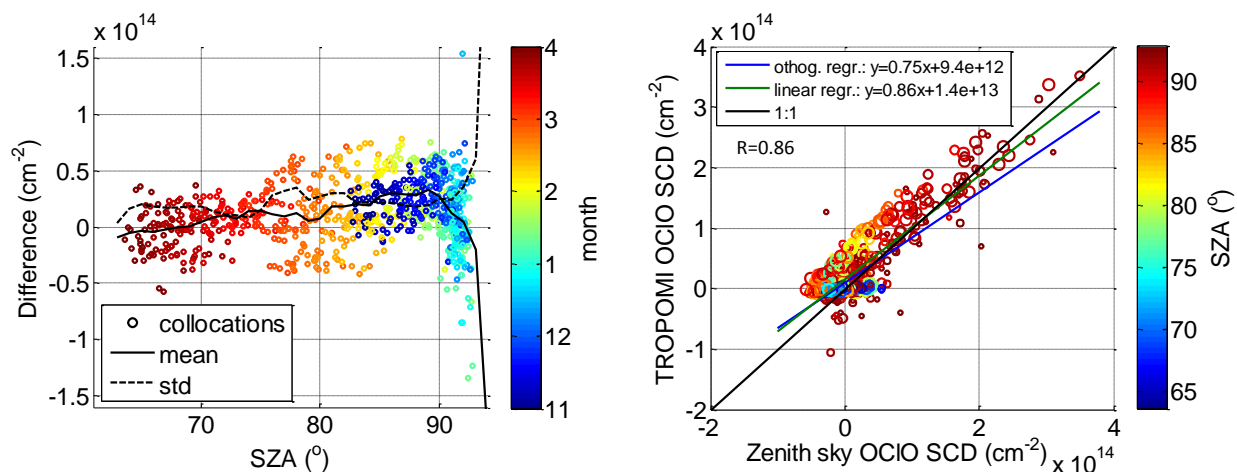 x 10^14
1.5
1
0.5
0
-0.5
-1
-1.5
Difference (cm^-2)
collocations
mean
std
70
80
90
SZA (°)
4
3
2
1
12
11
month
x 10^14
4
3
2
1
0
-1
-2
TROPOMI OClO SCD (cm^-2)
othog. regr.: y=0.75x+9.4e+12
linear regr.: y=0.86x+1.4e+13
1:1
R=0.86
-2
0
2
4
Zenith sky OClO SCD (cm^-2)
x 10^14
90
85
80
75
70
65
SZA (°)